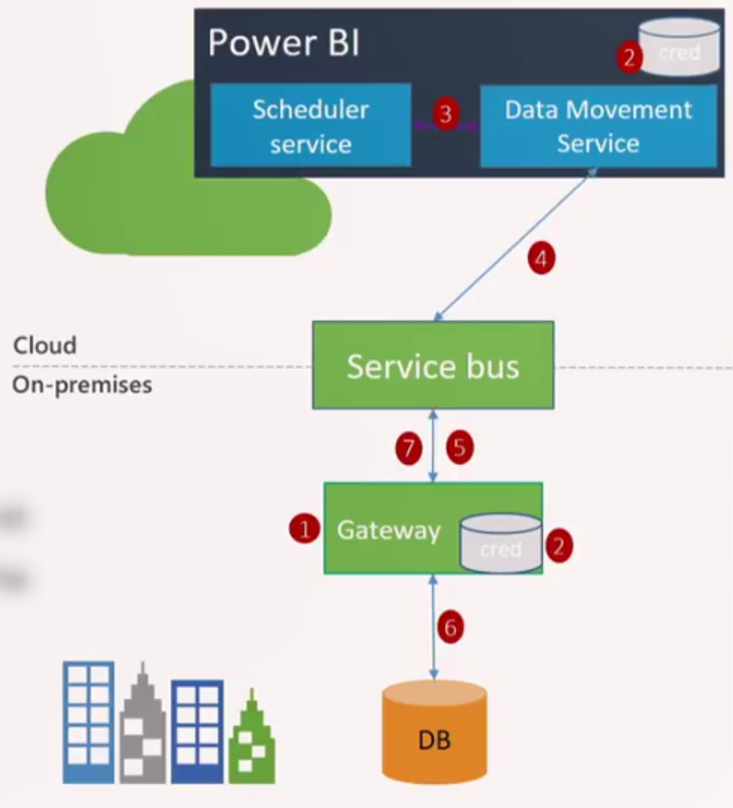 Power BI
2
cred
Scheduler
service
3
Data Movement
Service
4
Cloud
On-premises
Service bus
7
5
1
Gateway
cred
2
6
DB